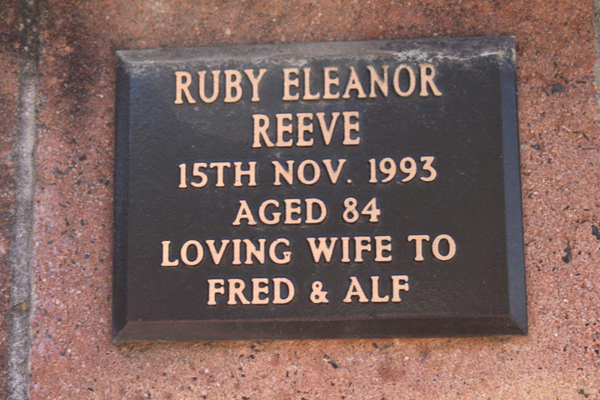 RUBY ELEANOR
REEVE
15TH NOV. 1993
AGED 84
LOVING WIFE TO
FRED & ALF